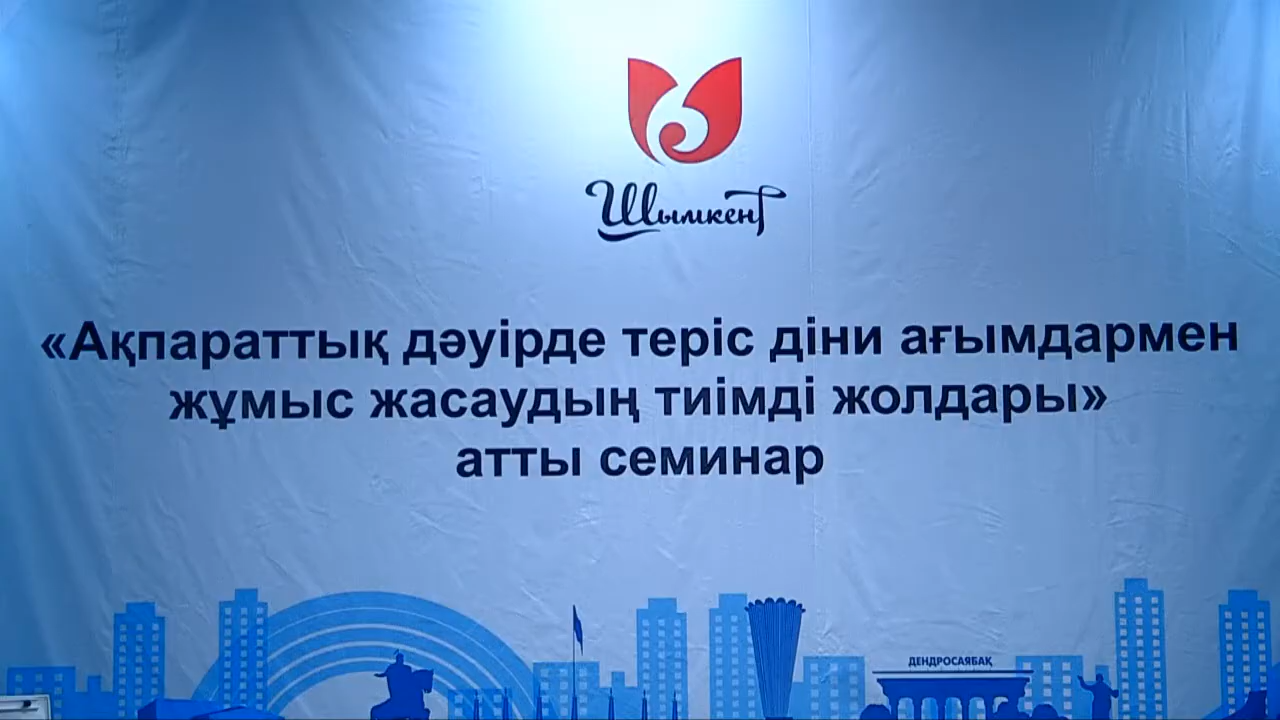 Шымкент
«Ақпараттық дәуірде теріс діни ағымдармен
жұмыс жасаудың тиімді жолдары»
атты семинар
ДЕНДРОСАЯБАҚ